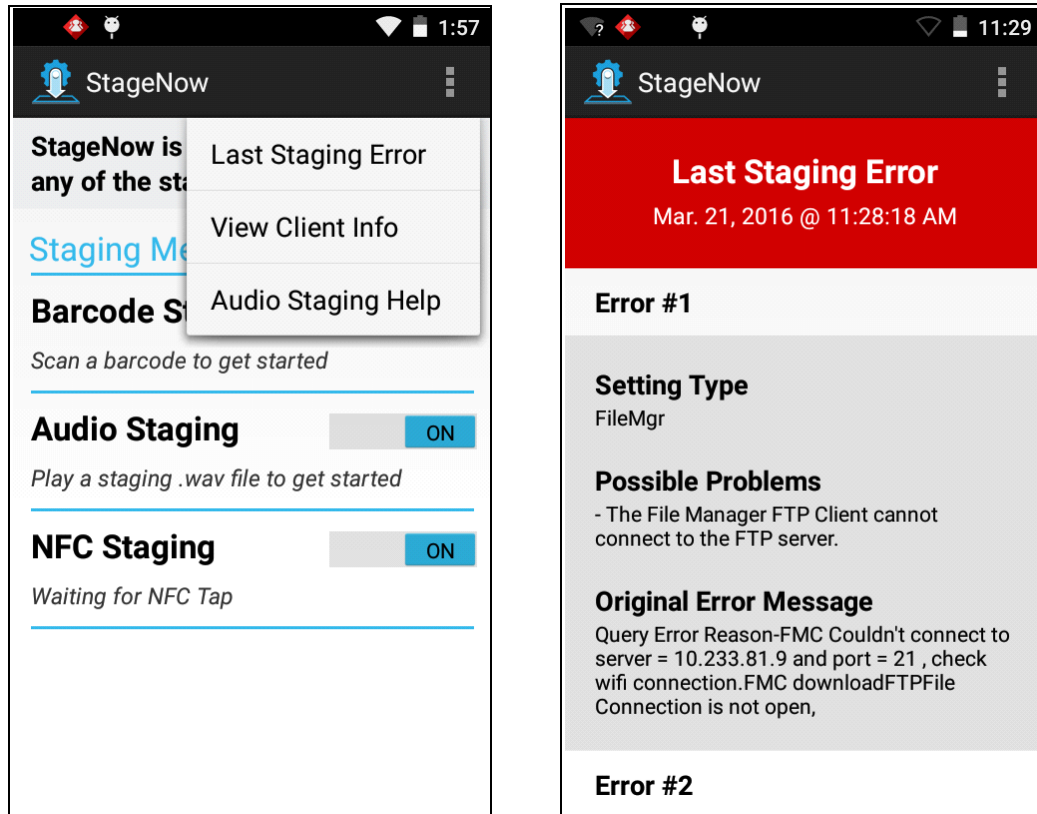 1:57
StageNow
StageNow is
any of the sta
Last Staging Error
View Client Info
Audio Staging Help
Staging Me
Barcode St
Scan a barcode to get started
Audio Staging
ON
Play a staging .wav file to get started
NFC Staging
ON
Waiting for NFC Tap
? 11:29
StageNow
Last Staging Error
Mar. 21, 2016 @ 11:28:18 AM
Error #1
Setting Type
FileMgr
Possible Problems
- The File Manager FTP Client cannot
connect to the FTP server.
Original Error Message
Query Error Reason-FMC Couldn't connect to
server = 10.233.81.9 and port = 21 , check
wifi connection.FMC downloadFTPFile
Connection is not open,
Error #2